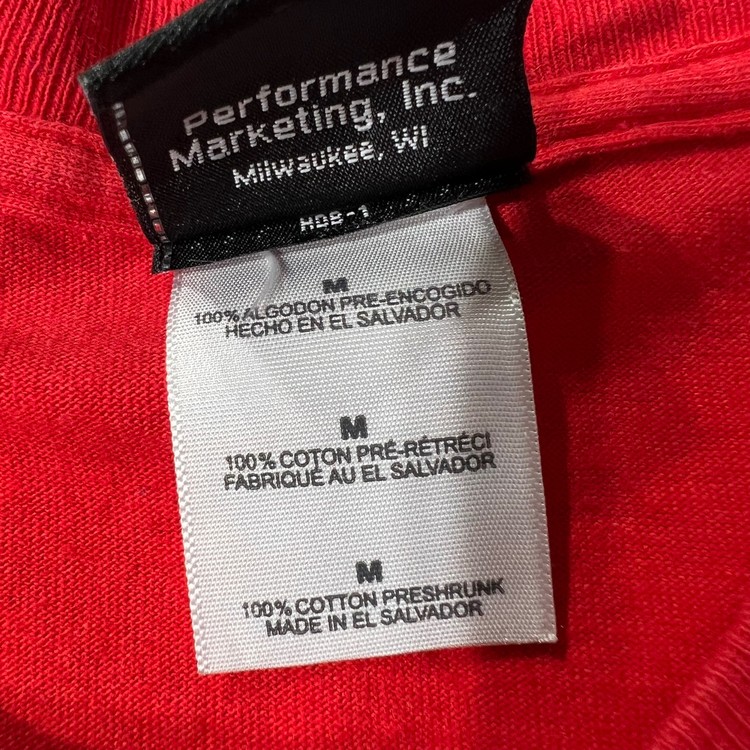 Performance
Marketing, Inc.
Milwaukee, WI
HDB-1
M
100% ALGODON PRE-ENCOGIDO
HECHO EN EL SALVADOR
M
100% COTON PRÉ-RÉTRÉCI
FABRIQUÉ AU EL SALVADOR
M
100% COTTON PRESHRUNK
MADE IN EL SALVADOR